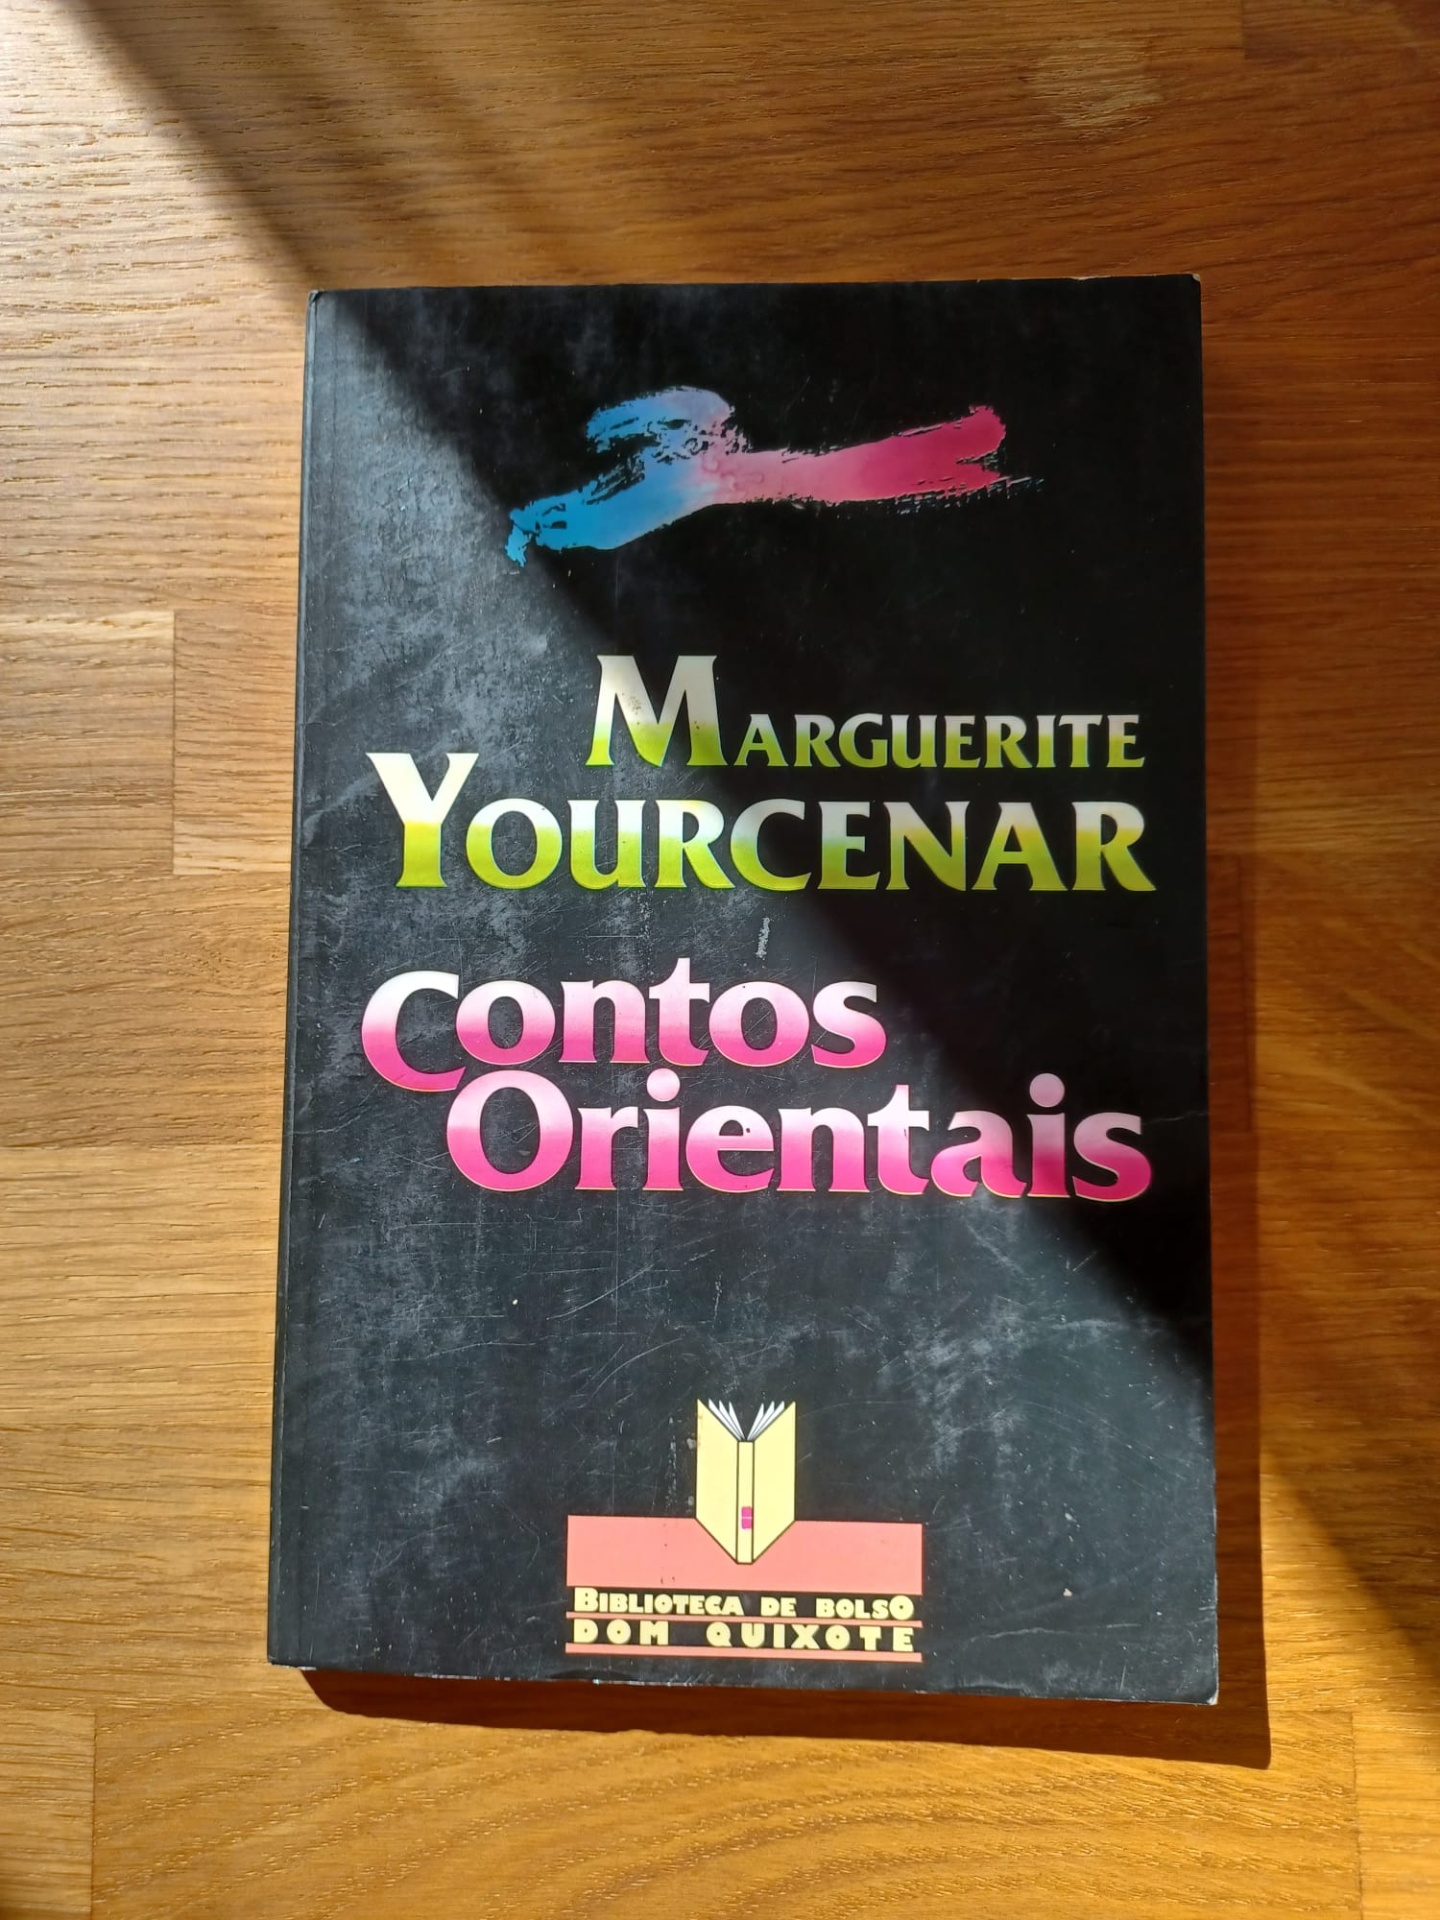 MARGUERITE
YOURCENAR
Contos
Orientais
BIBLIOTECA DE BOLSO
DOM QUIXOTE